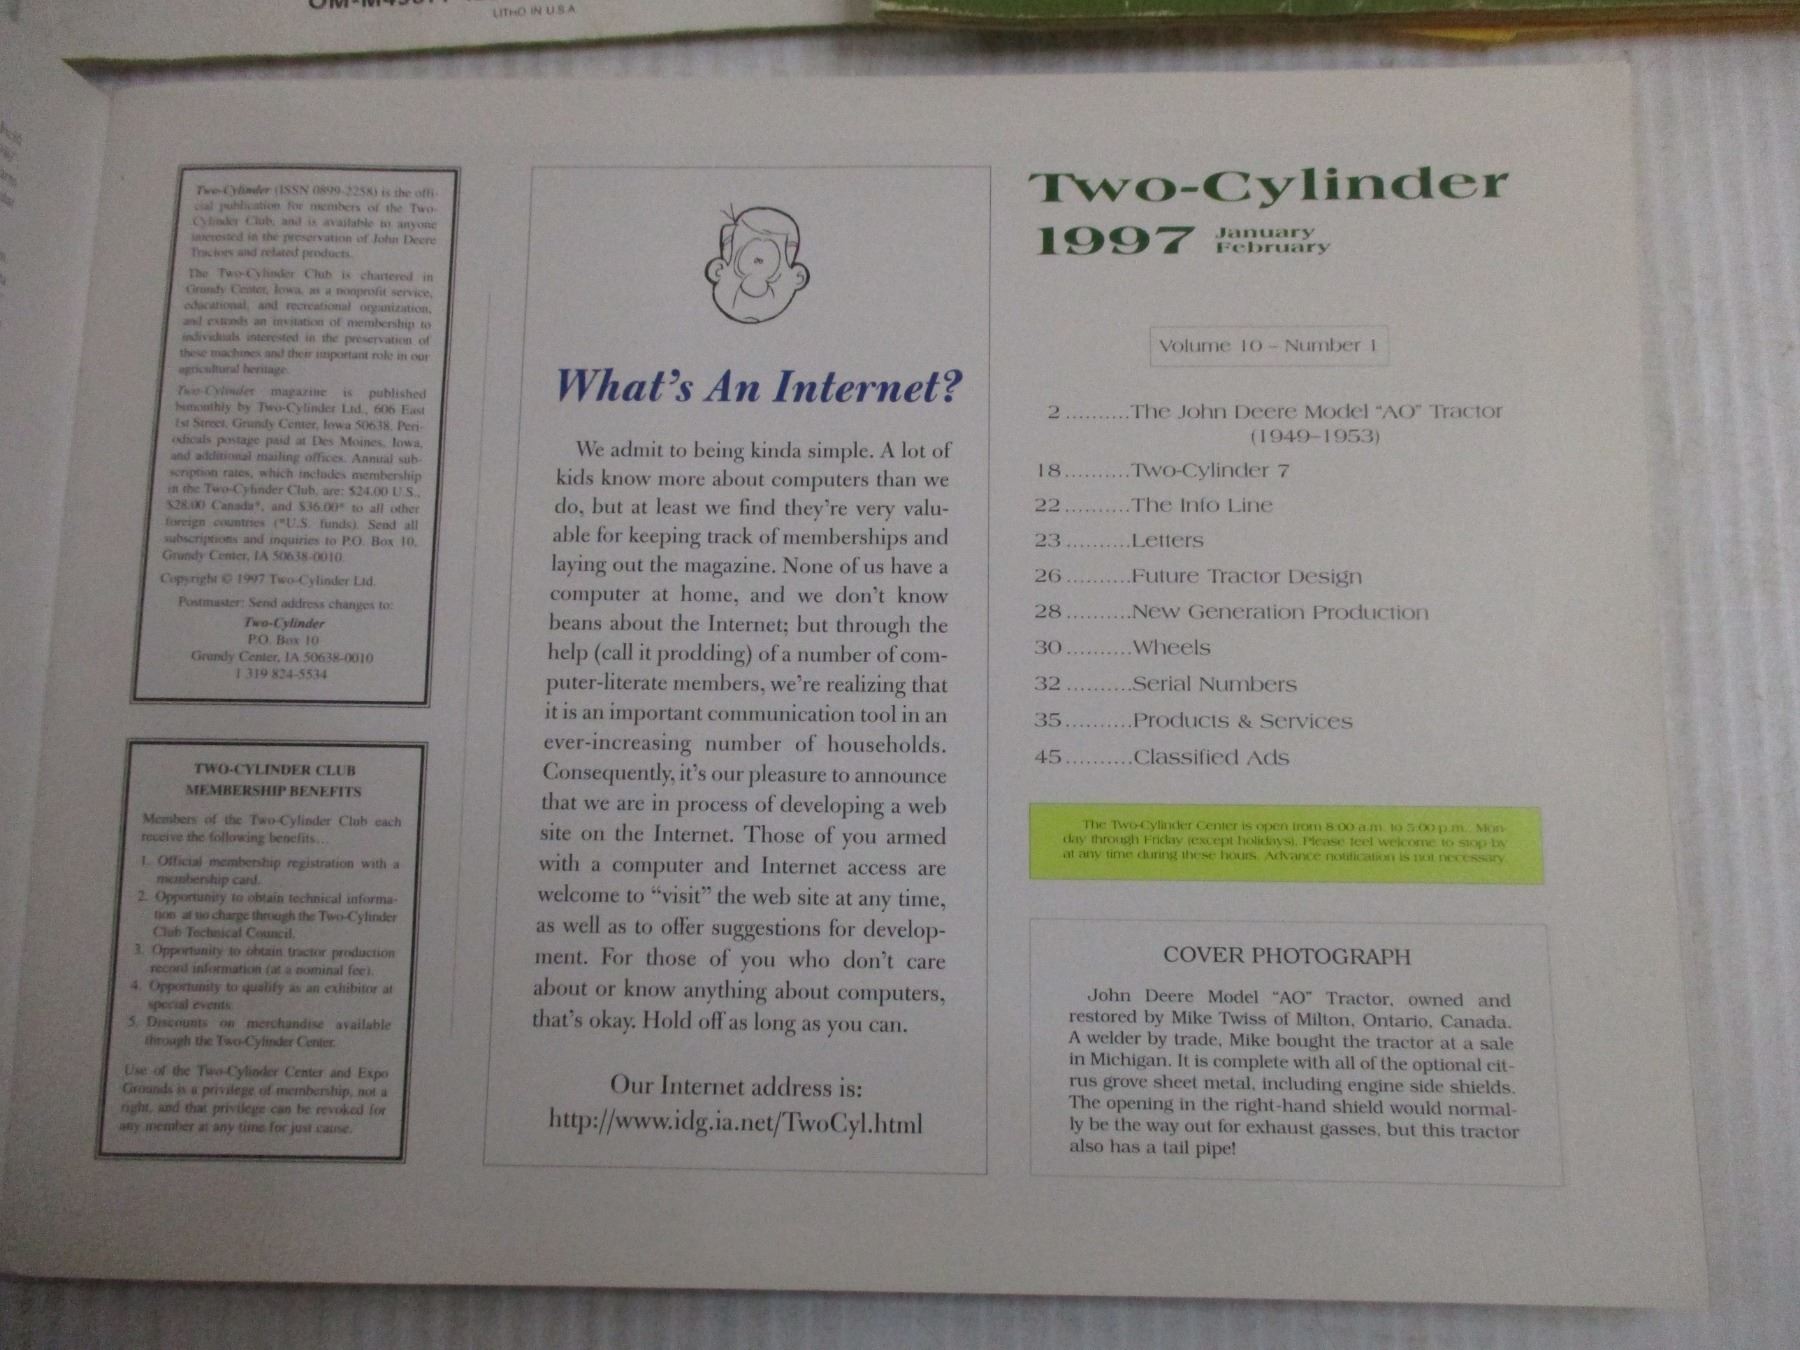 LITHO IN U.S.A
Two-Cylinder (ISSN 0899-2258) is the offi-
cial publication for members of the Two-
Cylinder Club, and is available to anyone
interested in the preservation of John Deere
Tractors and related products.
The Two-Cylinder Club is chartered in
Grundy Center, Iowa, as a nonprofit service,
educational, and recreational organization,
and extends an invitation of membership to
individuals interested in the preservation of
these machines and their important role in our
agricultural heritage.
Two-Cylinder magazine is published
bimonthly by Two-Cylinder Ltd., 606 East
1st Street, Grundy Center, Iowa 50638. Peri-
odicals postage paid at Des Moines, Iowa,
and additional mailing offices. Annual sub-
scription rates, which includes membership
in the Two-Cylinder Club, are: $24.00 U.S.,
$28.00 Canada*, and $36.00* to all other
foreign countries (*U.S. funds). Send all
subscriptions and inquiries to P.O. Box 10,
Grundy Center, IA 50638-0010.
Copyright © 1997 Two-Cylinder Ltd.
Postmaster: Send address changes to:
Two-Cylinder
P.O. Box 10
Grundy Center, IA 50638-0010
1 319 824-5534
TWO-CYLINDER CLUB
MEMBERSHIP BENEFITS
Members of the Two-Cylinder Club each
receive the following benefits...
1. Official membership registration with a
membership card.
2. Opportunity to obtain technical informa-
tion at no charge through the Two-Cylinder
Club Technical Council.
3. Opportunity to obtain tractor production
record information (at a nominal fee).
4. Opportunity to qualify as an exhibitor at
special events.
5. Discounts on merchandise available
through the Two-Cylinder Center.
Use of the Two-Cylinder Center and Expo
Grounds is a privilege of membership, not a
right, and that privilege can be revoked for
any member at any time for just cause.
What's An Internet?
We admit to being kinda simple. A lot of
kids know more about computers than we
do, but at least we find they're very valu-
able for keeping track of memberships and
laying out the magazine. None of us have a
computer at home, and we don't know
beans about the Internet; but through the
help (call it prodding) of a number of com-
puter-literate members, we're realizing that
it is an important communication tool in an
ever-increasing number of households.
Consequently, it's our pleasure to announce
that we are in process of developing a web
site on the Internet. Those of you armed
with a computer and Internet access are
welcome to “visit” the web site at any time,
as well as to offer suggestions for develop-
ment. For those of you who don't care
about or know anything about computers,
that's okay. Hold off as long as you can.
Our Internet address is:
http://www.idg.ia.net/TwoCyl.html
Two-Cylinder
1997 January
February
Volume 10 – Number 1
2..........The John Deere Model “AO” Tractor
(1949–1953)
18..........Two-Cylinder 7
22..........The Info Line
23..........Letters
26..........Future Tractor Design
28..........New Generation Production
30..........Wheels
32..........Serial Numbers
35..........Products & Services
45..........Classified Ads
The Two-Cylinder Center is open from 8:00 a.m. to 5:00 p.m., Mon-
day through Friday (except holidays). Please feel welcome to stop by
at any time during these hours. Advance notification is not necessary.
COVER PHOTOGRAPH
John Deere Model “AO” Tractor, owned and
restored by Mike Twiss of Milton, Ontario, Canada.
A welder by trade, Mike bought the tractor at a sale
in Michigan. It is complete with all of the optional cit-
rus grove sheet metal, including engine side shields.
The opening in the right-hand shield would normal-
ly be the way out for exhaust gasses, but this tractor
also has a tail pipe!